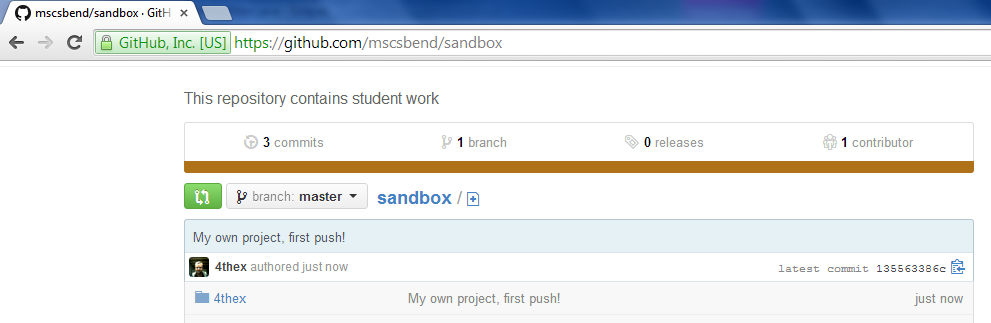 mscsbend/sandbox · GitH
GitHub, Inc. [US] https://github.com/mscsbend/sandbox
This repository contains student work
3 commits 1 branch 0 releases 1 contributor
branch: master sandbox /
My own project, first push!
4thex authored just now latest commit 135563386c
4thex My own project, first push! just now